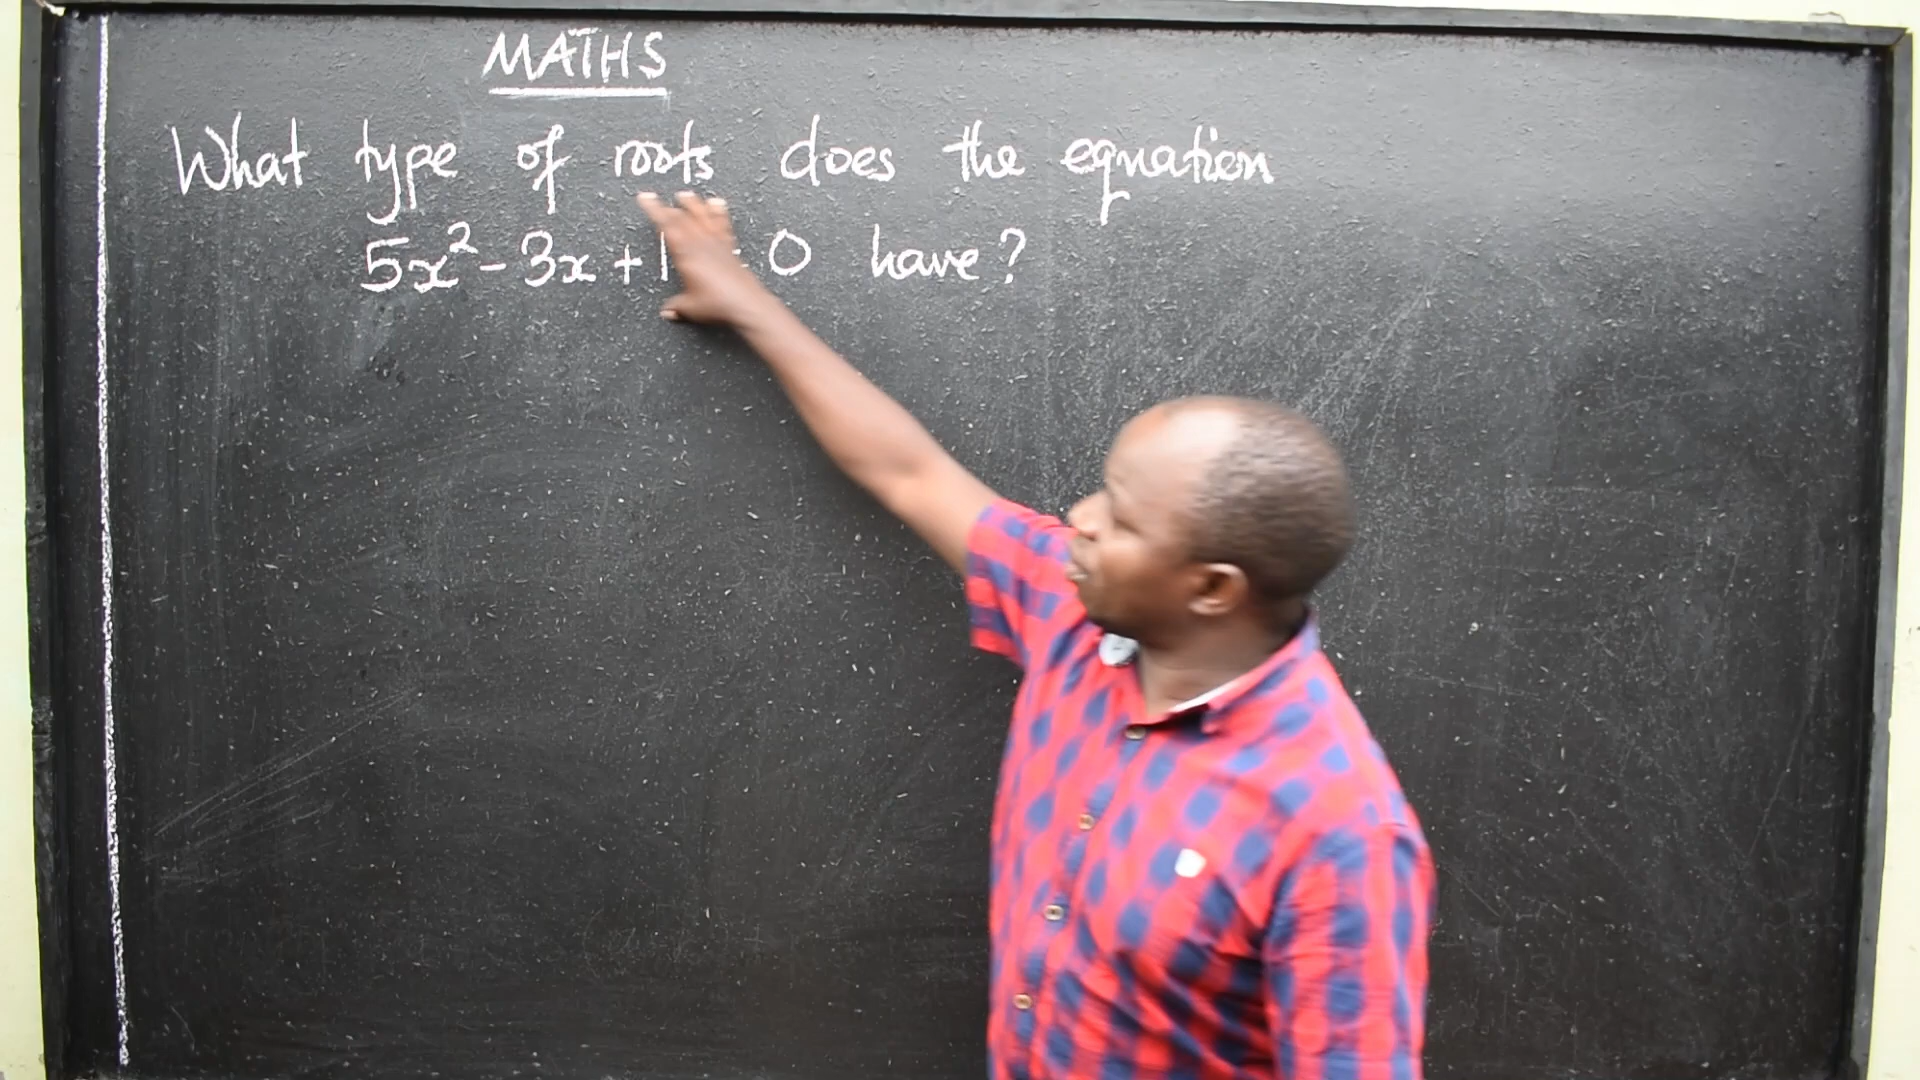 MATHS
What type of roots does the equation
5x² - 3x + 1 = 0 have?